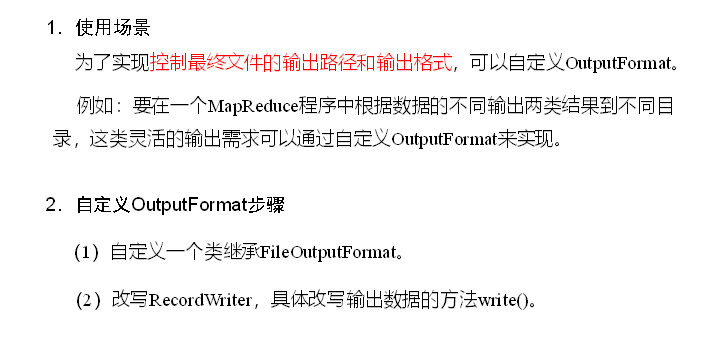 1．使用场景
为了实现控制最终文件的输出路径和输出格式，可以自定义OutputFormat。
例如：要在一个MapReduce程序中根据数据的不同输出两类结果到不同目
录，这类灵活的输出需求可以通过自定义OutputFormat来实现。
2．自定义OutputFormat步骤
(1）自定义一个类继承FileOutputFormat。
(2）改写RecordWriter，具体改写输出数据的方法write()。